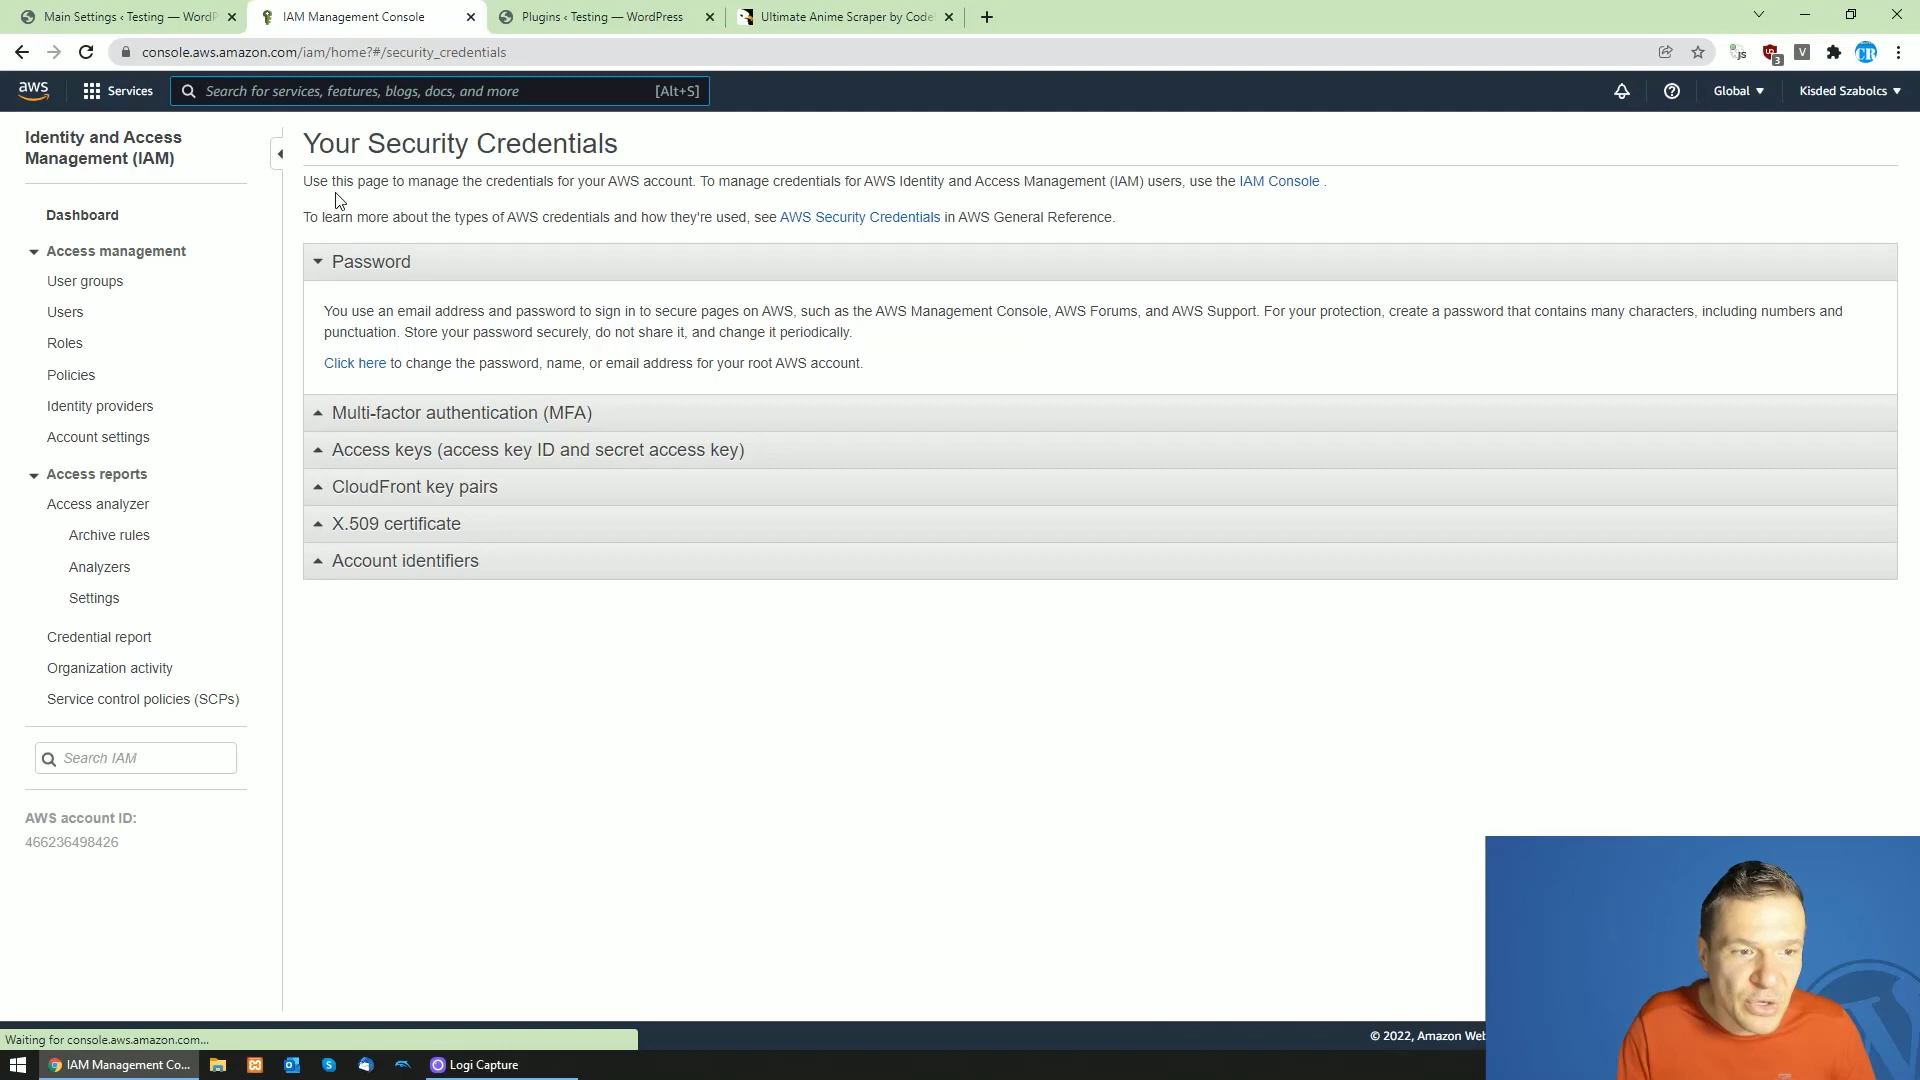 Main Settings ‹ Testing — WordP
IAM Management Console
Plugins ‹ Testing — WordPress
Ultimate Anime Scraper by Code
console.aws.amazon.com/iam/home?#/security_credentials
js
3
V
CR
aws
Services
Search for services, features, blogs, docs, and more
[Alt+S]
Global
Kisded Szabolcs
Identity and Access
Management (IAM)
Dashboard
Access management
User groups
Users
Roles
Policies
Identity providers
Account settings
Access reports
Access analyzer
Archive rules
Analyzers
Settings
Credential report
Organization activity
Service control policies (SCPs)
Search IAM
AWS account ID:
466236498426
Your Security Credentials
Use this page to manage the credentials for your AWS account. To manage credentials for AWS Identity and Access Management (IAM) users, use the IAM Console .
To learn more about the types of AWS credentials and how they're used, see AWS Security Credentials in AWS General Reference.
Password
You use an email address and password to sign in to secure pages on AWS, such as the AWS Management Console, AWS Forums, and AWS Support. For your protection, create a password that contains many characters, including numbers and
punctuation. Store your password securely, do not share it, and change it periodically.
Click here to change the password, name, or email address for your root AWS account.
Multi-factor authentication (MFA)
Access keys (access key ID and secret access key)
CloudFront key pairs
X.509 certificate
Account identifiers
Waiting for console.aws.amazon.com...
© 2022, Amazon Web
IAM Management Co...
Logi Capture